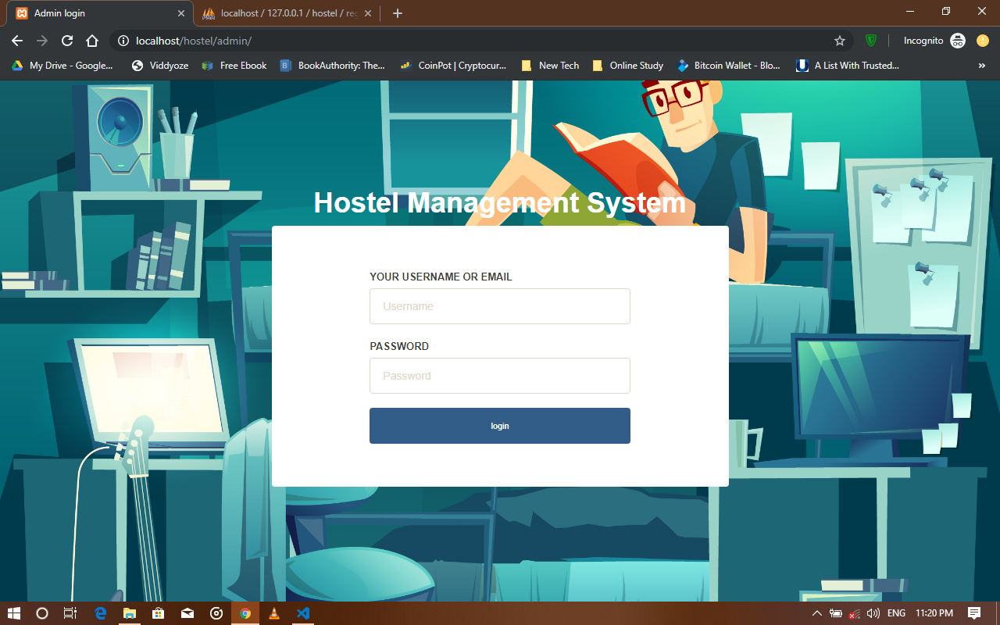 Admin login
localhost / 127.0.0.1 / hostel / reg
localhost/hostel/admin/
Incognito
My Drive - Google...
Viddyoze
Free Ebook
BookAuthority: The...
CoinPot | Cryptocur...
New Tech
Online Study
Bitcoin Wallet - Blo...
A List With Trusted...
»
Hostel Management System
YOUR USERNAME OR EMAIL
Username
PASSWORD
Password
login
ENG
11:20 PM